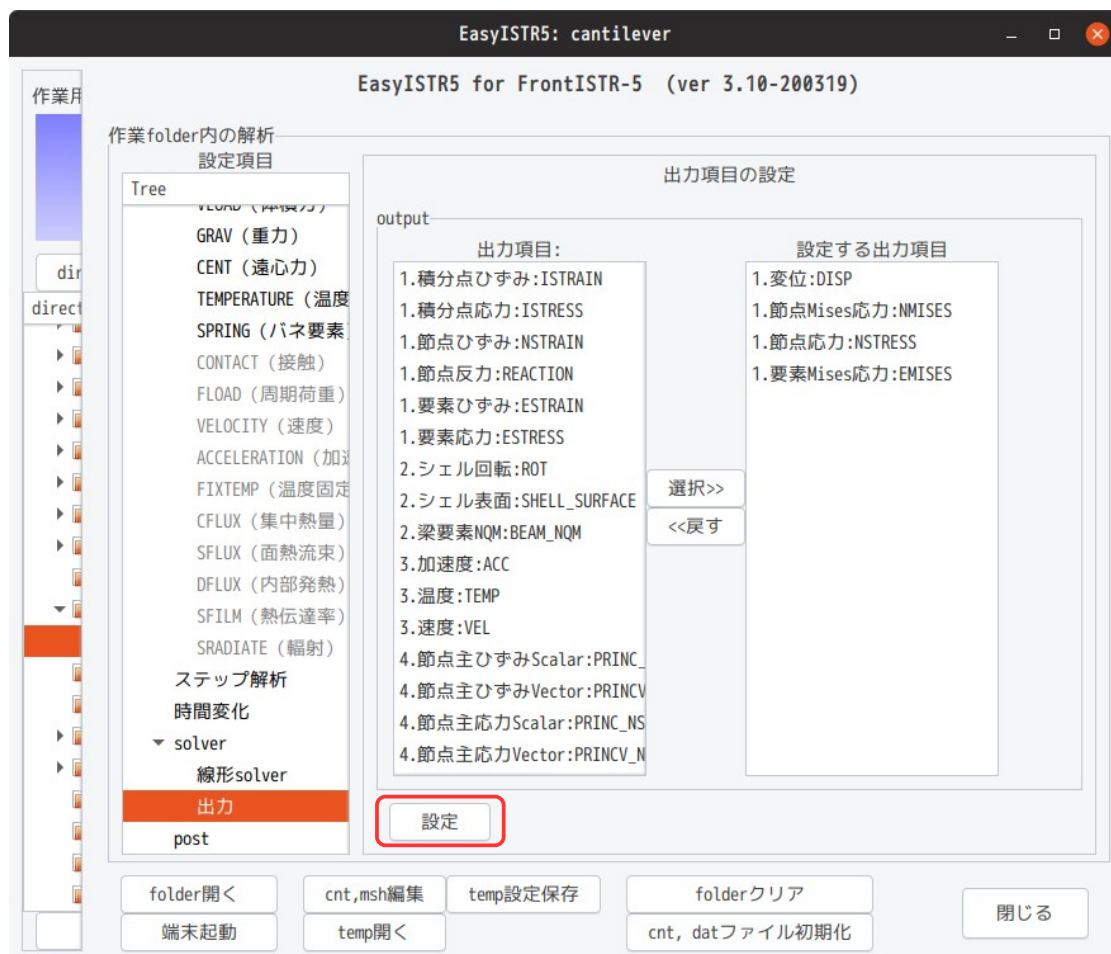 EasyISTR5: cantilever
EasyISTR5 for FrontISTR-5 (ver 3.10-200319)
作業用
作業folder内の解析
設定項目
Tree
GRAV (重力)
CENT (遠心力)
TEMPERATURE (温度
SPRING (バネ要素
CONTACT (接触)
FLOAD (周期荷重)
VELOCITY (速度)
ACCELERATION (加速
FIXTEMP (温度固定
CFLUX (集中熱量)
SFLUX (面熱流束)
DFLUX (内部発熱)
SFILM (熱伝達率)
SRADIATE (輻射)
ステップ解析
時間変化
solver
線形solver
出力
post
dir
direct
出力項目の設定
output
出力項目:
1.積分点ひずみ:ISTRAIN
1.積分点応力:ISTRESS
1.節点ひずみ:NSTRAIN
1.節点反力:REACTION
1.要素ひずみ:ESTRAIN
1.要素応力:ESTRESS
2.シェル回転:ROT
2.シェル表面:SHELL_SURFACE
2.梁要素NQM:BEAM_NQM
3.加速度:ACC
3.温度:TEMP
3.速度:VEL
4.節点主ひずみScalar:PRINC_
4.節点主ひずみVector:PRINCV
4.節点主応力Scalar:PRINC_NS
4.節点主応力Vector:PRINCV_N
選択>>
<<戻す
設定する出力項目
1.変位:DISP
1.節点Mises応力:NMISES
1.節点応力:NSTRESS
1.要素Mises応力:EMISES
設定
folder開く
cnt,msh編集
temp設定保存
folderクリア
閉じる
端末起動
temp開く
cnt, datファイル初期化